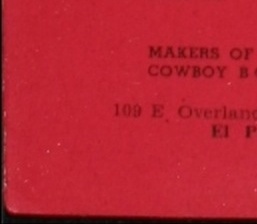 MAKERS OF
COWBOY B
109 E. Overland
El P